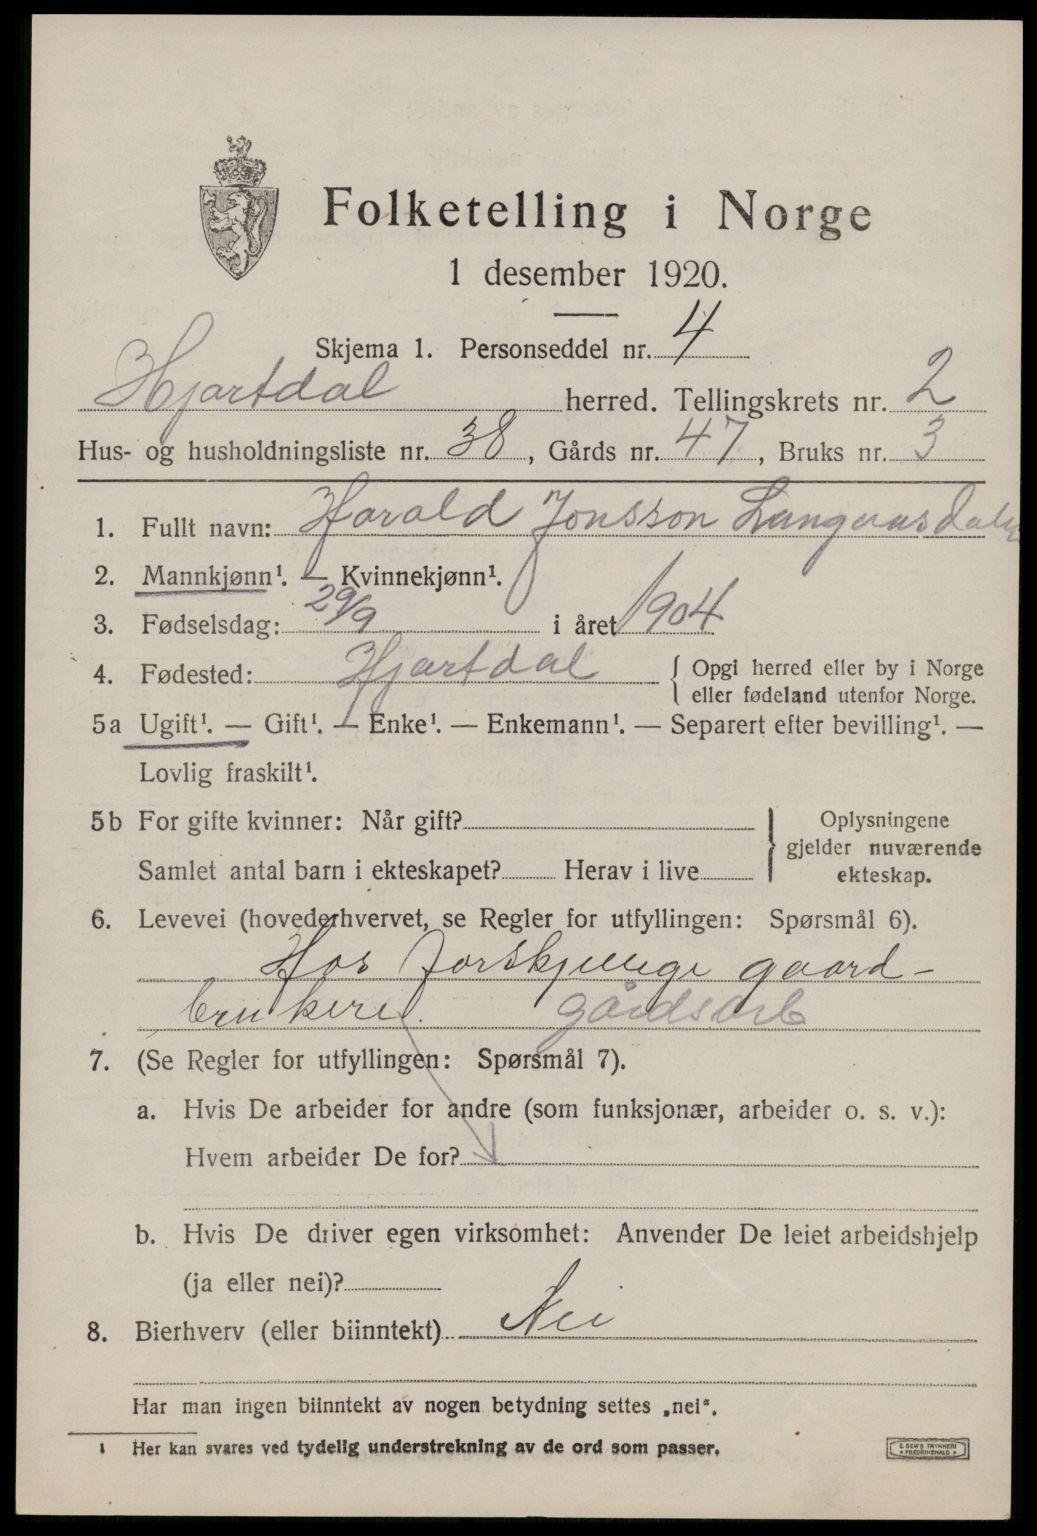 Folketelling i Norge
1 desember 1920.
Skjema 1. Personseddel nr. 4
Hjartdal herred. Tellingskrets nr. 2
Hus- og husholdningsliste nr. 38, Gårds nr. 47, Bruks nr. 3
1. Fullt navn: Harald Jonsson
2. Mannkjønn¹. — Kvinnekjønn¹.
3. Fødselsdag: 29/9 i året 1904
4. Fødested: Hjartdal { Opgi herred eller by i Norge
eller fødeland utenfor Norge.
5a Ugift¹. — Gift¹. — Enke¹. — Enkemann¹. — Separert efter bevilling¹. —
Lovlig fraskilt¹.
5b For gifte kvinner: Når gift?
Samlet antal barn i ekteskapet? Herav i live
} Oplysningene
gjelder nuværende
ekteskap.
6. Levevei (hovederhvervet, se Regler for utfyllingen: Spørsmål 6).
Hos forskjellige gaard-
brukere. gårdsarb
7. (Se Regler for utfyllingen: Spørsmål 7).
a. Hvis De arbeider for andre (som funksjonær, arbeider o. s. v.):
Hvem arbeider De for?
b. Hvis De driver egen virksomhet: Anvender De leiet arbeidshjelp
(ja eller nei)?
8. Bierhverv (eller biinntekt) Nei
Har man ingen biinntekt av nogen betydning settes „nei".
¹ Her kan svares ved tydelig understrekning av de ord som passer.
E. SEM'S TRYKKERI
* FREDRIKSHALD *